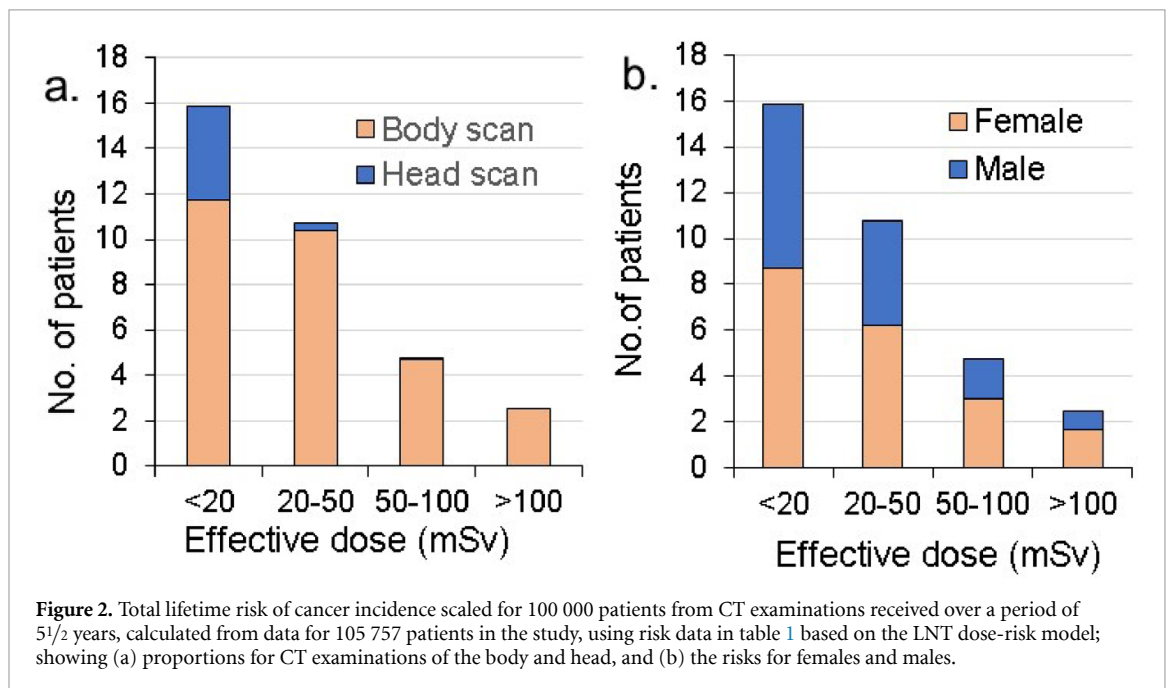 a.
18
16
14
12
10
8
6
4
2
0
No. of patients
Body scan
Head scan
<20 20-50 50-100 >100
Effective dose (mSv)
b.
18
16
14
12
10
8
6
4
2
0
No.of patients
Female
Male
<20 20-50 50-100 >100
Effective dose (mSv)
Figure 2. Total lifetime risk of cancer incidence scaled for 100 000 patients from CT examinations received over a period of
5 1/2 years, calculated from data for 105 757 patients in the study, using risk data in table 1 based on the LNT dose-risk model;
showing (a) proportions for CT examinations of the body and head, and (b) the risks for females and males.